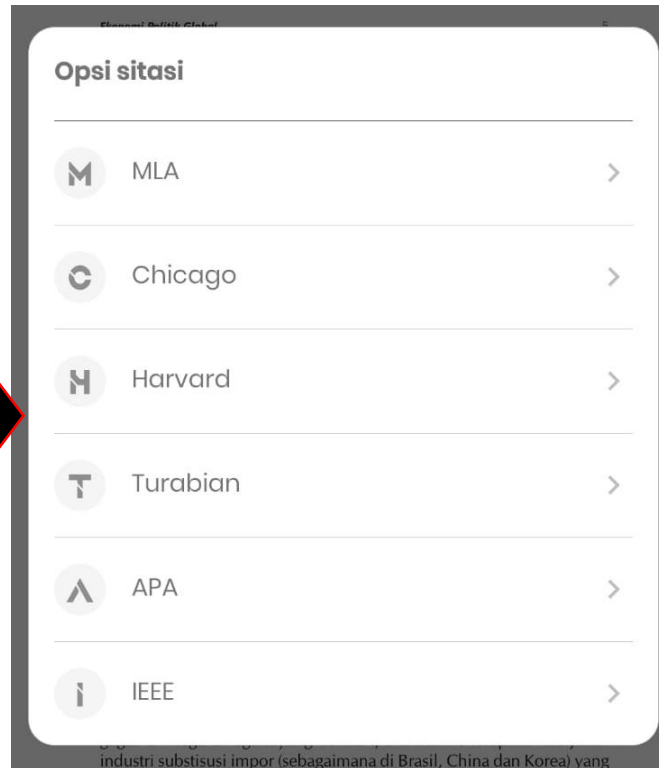 Ekonomi Politik Global 5
Opsi sitasi
MLA
Chicago
Harvard
Turabian
APA
IEEE
industri substisusi impor (sebagaimana di Brasil, China dan Korea) yang